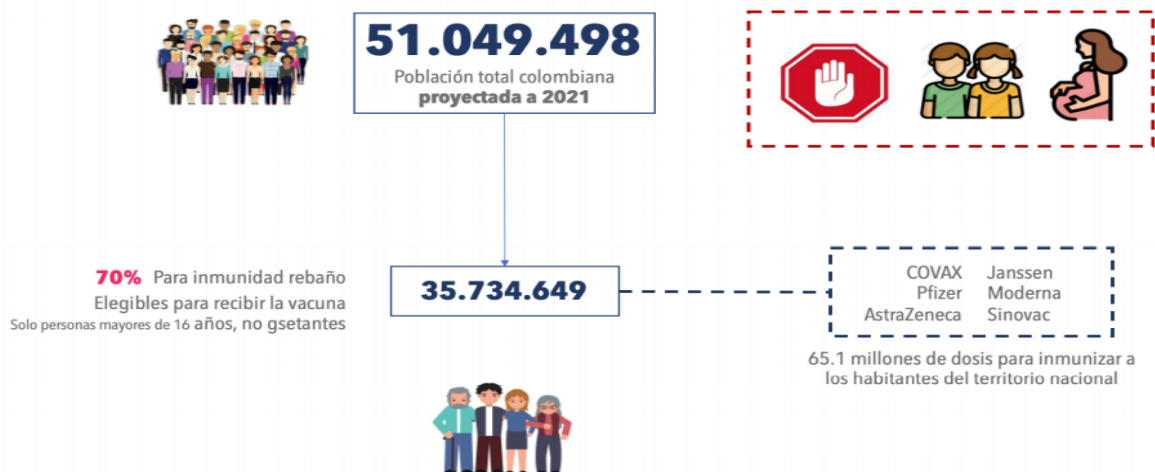 51.049.498
Población total colombiana
proyectada a 2021
70% Para inmunidad rebaño
Elegibles para recibir la vacuna
Solo personas mayores de 16 años, no gsetantes
35.734.649
COVAX Janssen
Pfizer Moderna
AstraZeneca Sinovac
65.1 millones de dosis para inmunizar a
los habitantes del territorio nacional